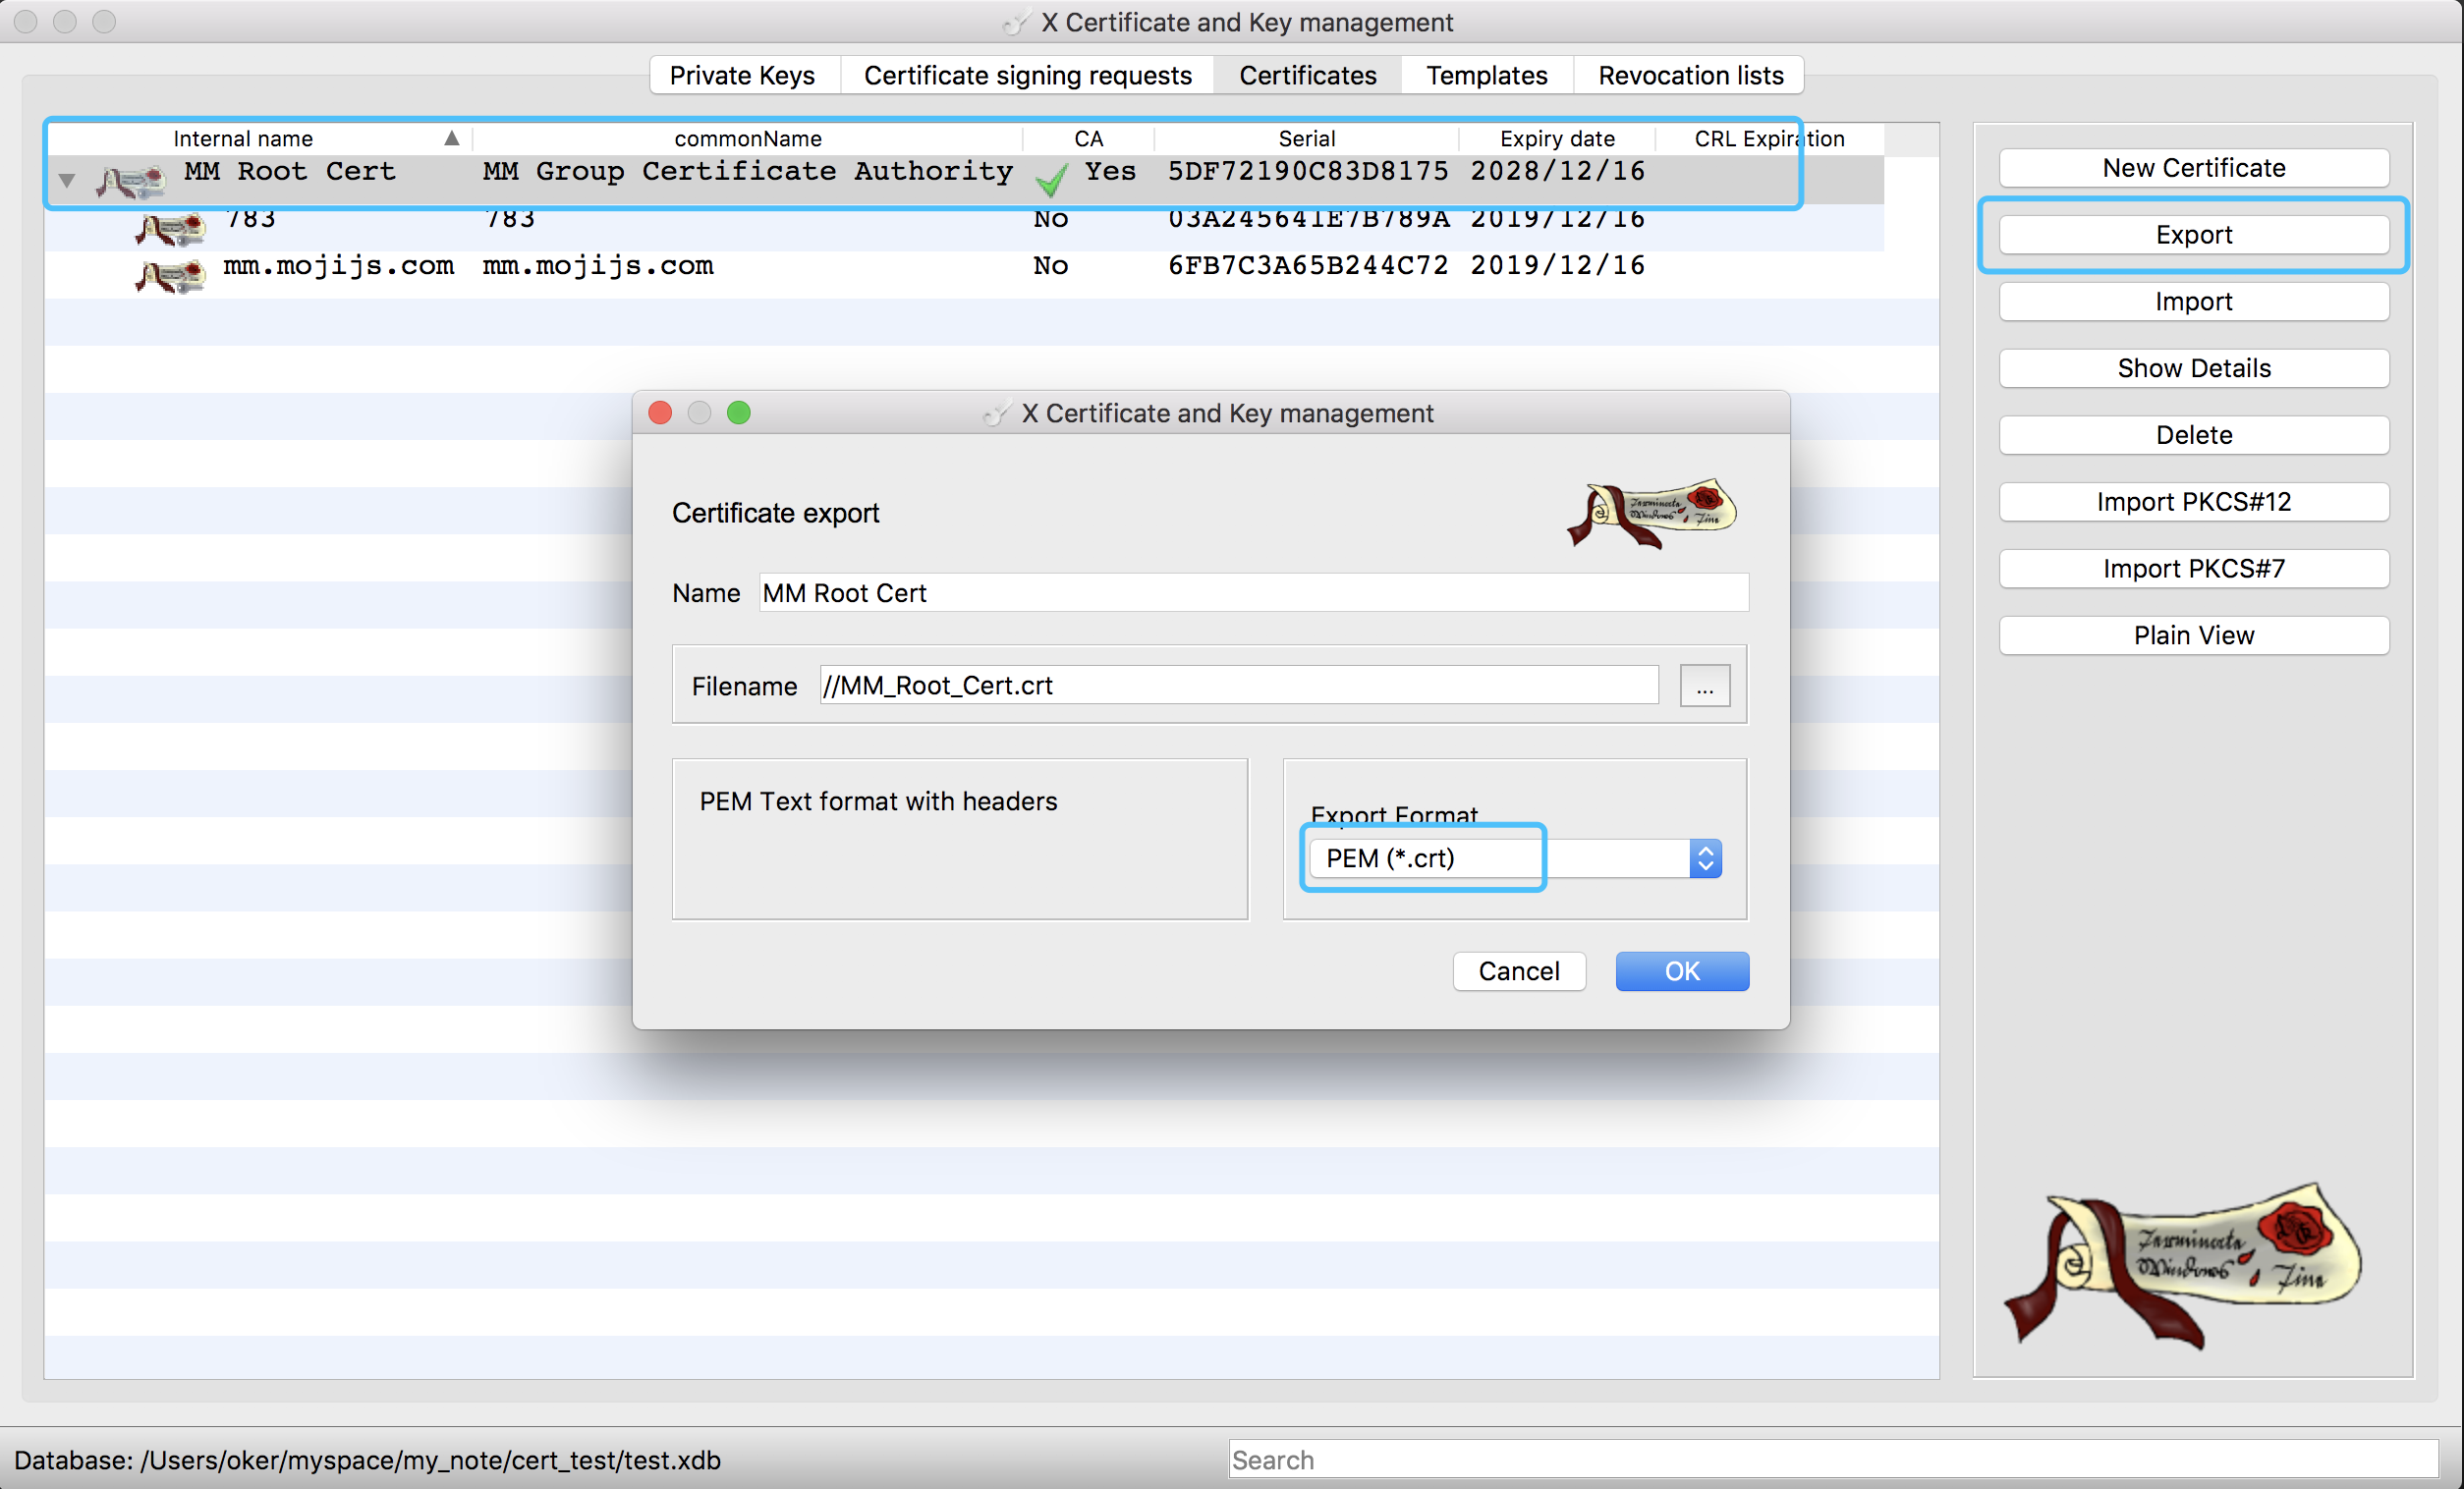 X Certificate and Key management
Private Keys Certificate signing requests Certificates Templates Revocation lists
Internal name commonName CA Serial Expiry date CRL Expiration
MM Root Cert MM Group Certificate Authority Yes 5DF72190C83D8175 2028/12/16
783 783 No 03A245641E7B789A 2019/12/16
mm.mojijs.com mm.mojijs.com No 6FB7C3A65B244C72 2019/12/16
New Certificate
Export
Import
Show Details
Delete
Import PKCS#12
Import PKCS#7
Plain View
X Certificate and Key management
Certificate export
Name MM Root Cert
Filename //MM_Root_Cert.crt ...
PEM Text format with headers
Export Format
PEM (*.crt)
Cancel OK
Database: /Users/oker/myspace/my_note/cert_test/test.xdb
Search